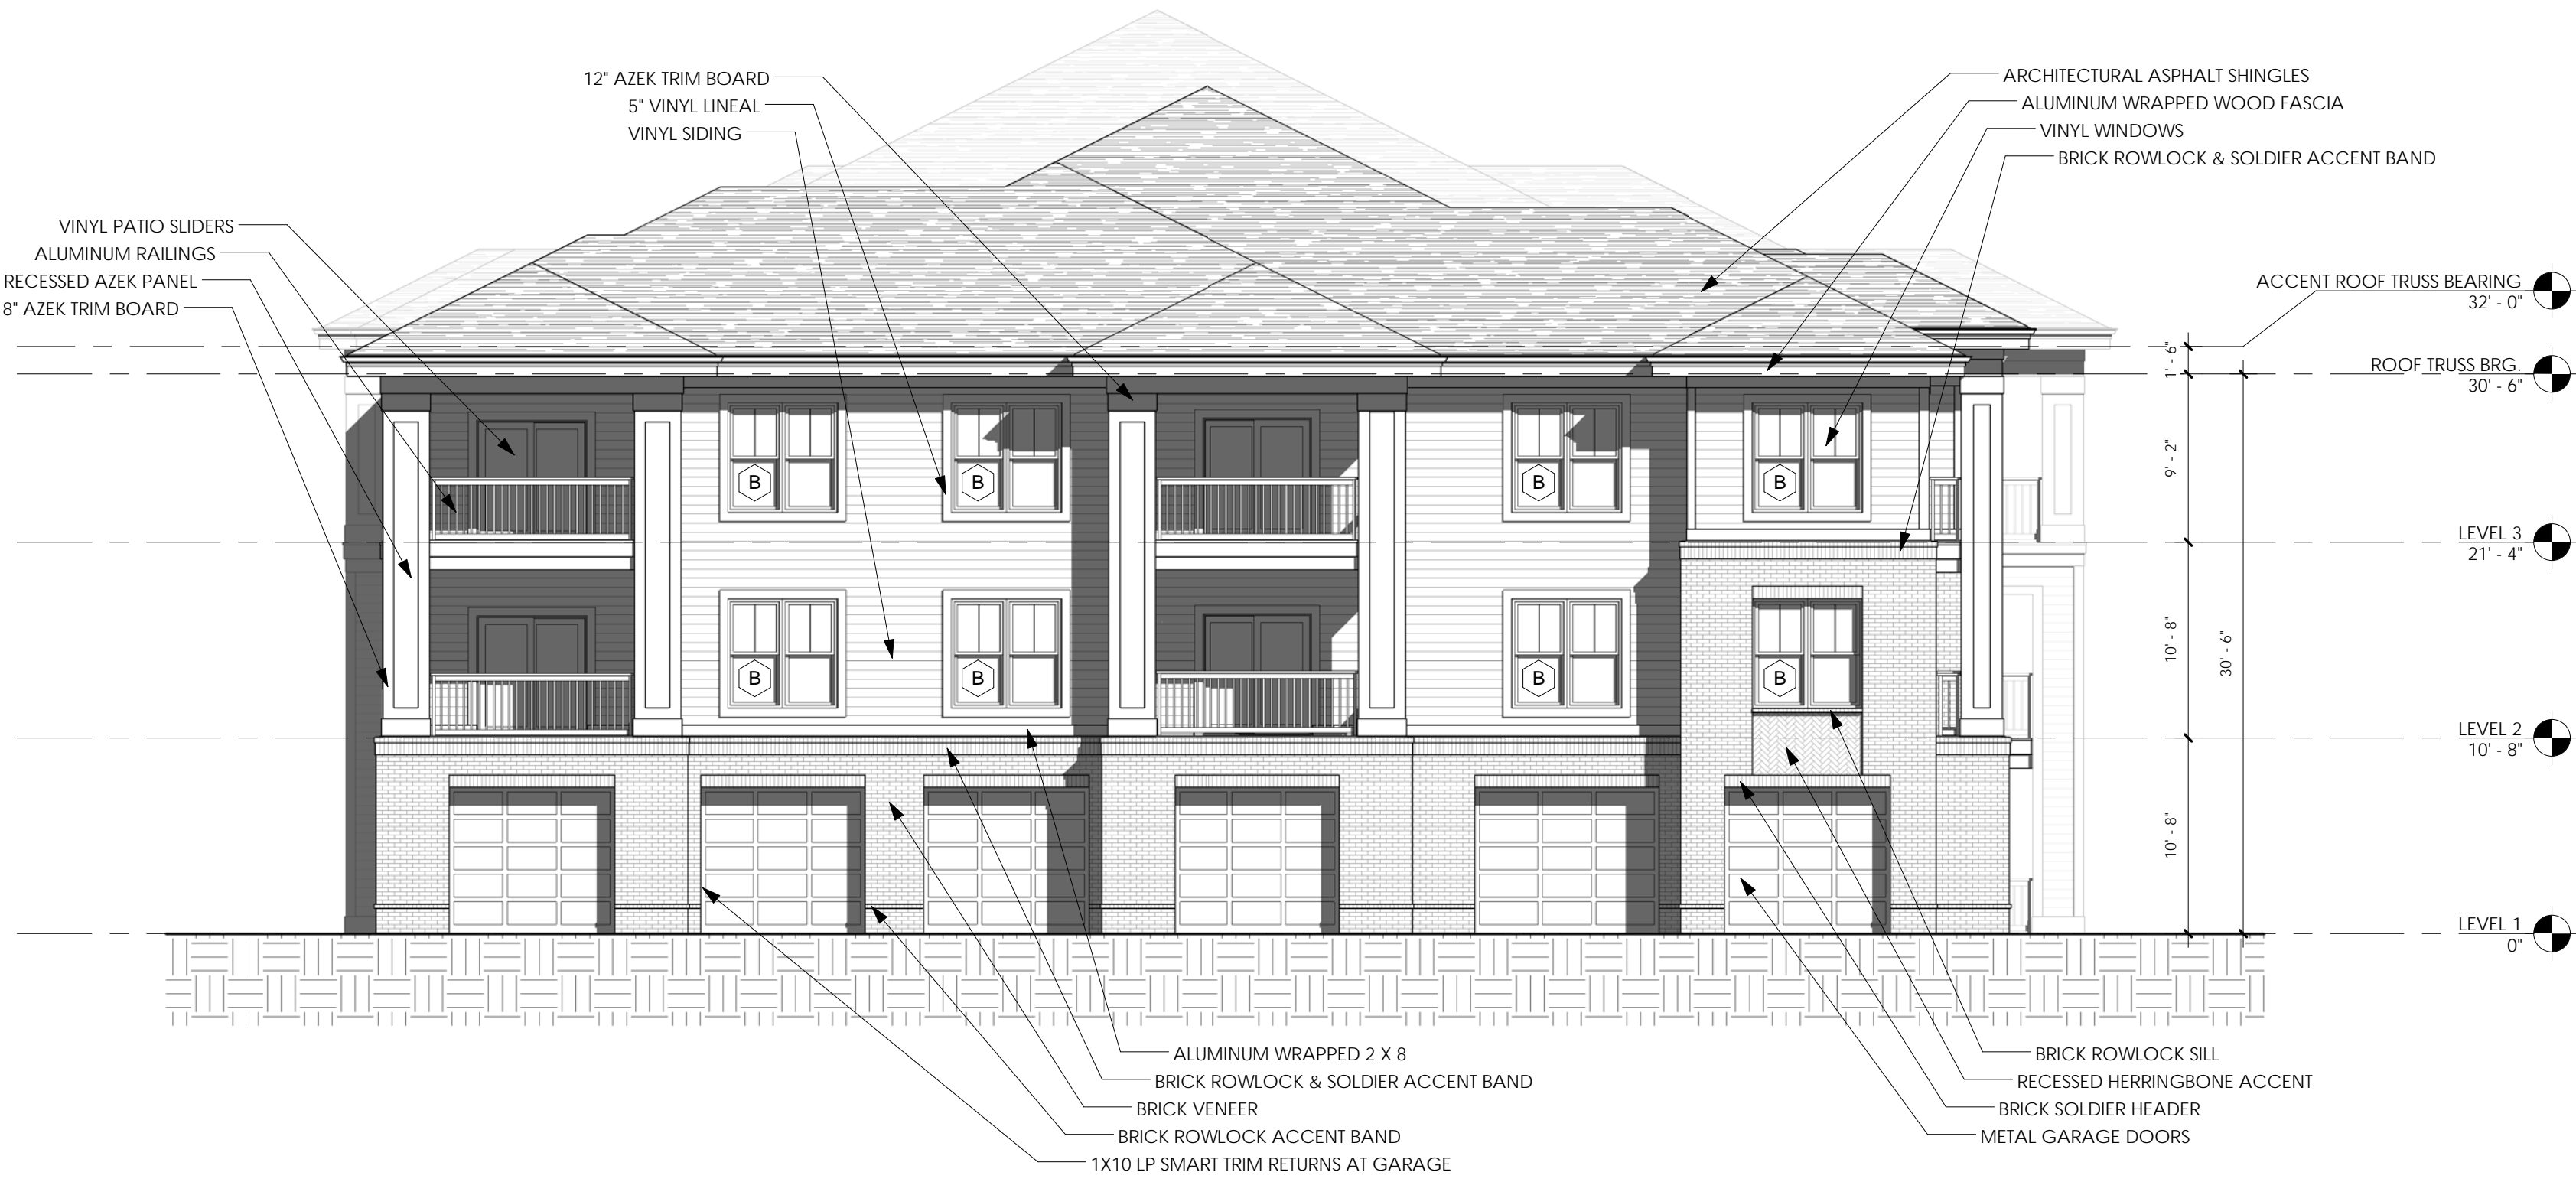 12" AZEK TRIM BOARD
5" VINYL LINEAL
VINYL SIDING
ARCHITECTURAL ASPHALT SHINGLES
ALUMINUM WRAPPED WOOD FASCIA
VINYL WINDOWS
BRICK ROWLOCK & SOLDIER ACCENT BAND
VINYL PATIO SLIDERS
ALUMINUM RAILINGS
RECESSED AZEK PANEL
8" AZEK TRIM BOARD
ACCENT ROOF TRUSS BEARING
32' - 0"
1' - 6"
ROOF TRUSS BRG.
30' - 6"
9' - 2"
B
B
B
B
LEVEL 3
21' - 4"
10' - 8"
30' - 6"
B
B
B
B
LEVEL 2
10' - 8"
10' - 8"
LEVEL 1
0"
ALUMINUM WRAPPED 2 X 8
BRICK ROWLOCK & SOLDIER ACCENT BAND
BRICK VENEER
BRICK ROWLOCK ACCENT BAND
1X10 LP SMART TRIM RETURNS AT GARAGE
BRICK ROWLOCK SILL
RECESSED HERRINGBONE ACCENT
BRICK SOLDIER HEADER
METAL GARAGE DOORS